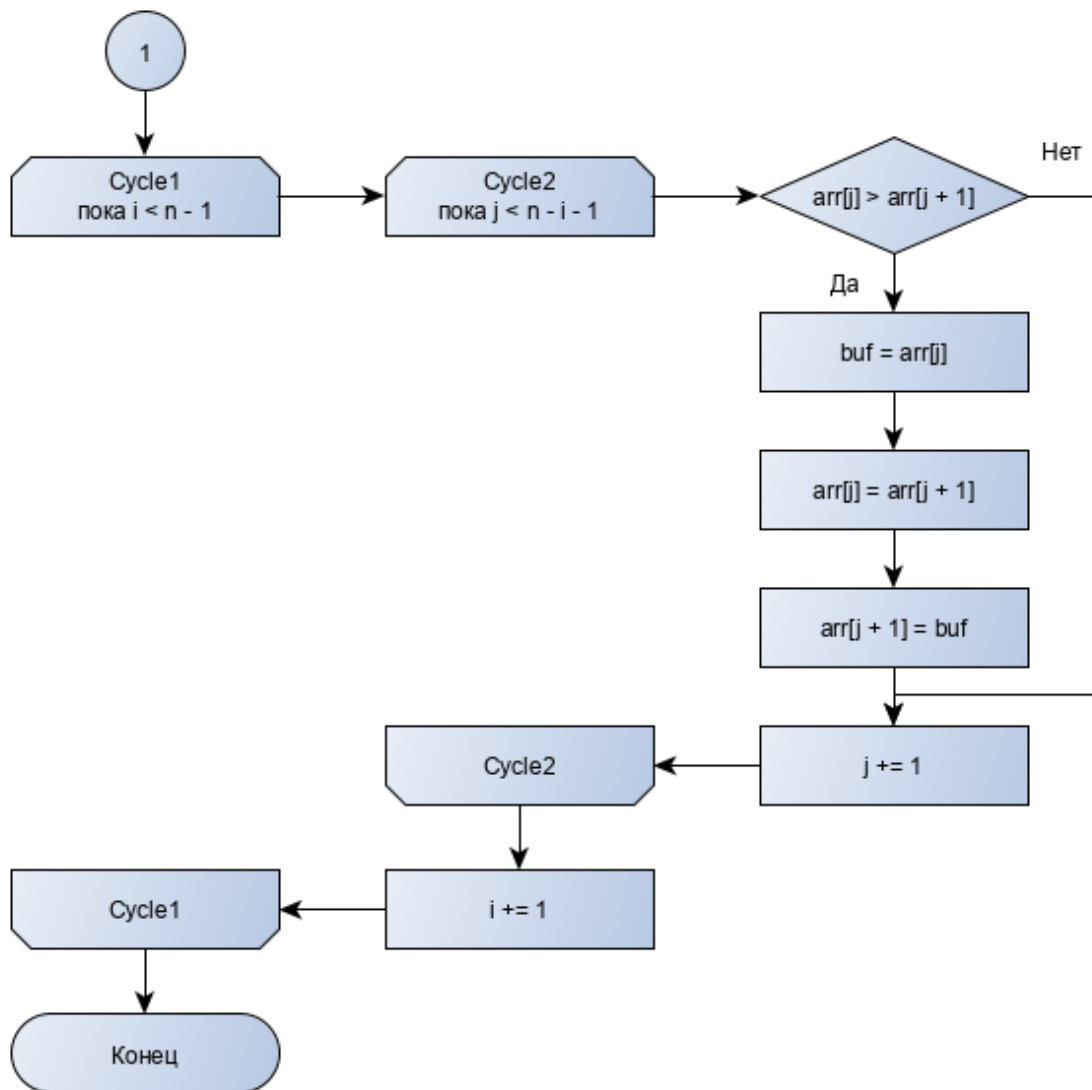 1
Cycle1
пока i < n - 1
Cycle2
пока j < n - i - 1
arr[j] > arr[j + 1]
Нет
Да
buf = arr[j]
arr[j] = arr[j + 1]
arr[j + 1] = buf
j += 1
Cycle2
i += 1
Cycle1
Конец